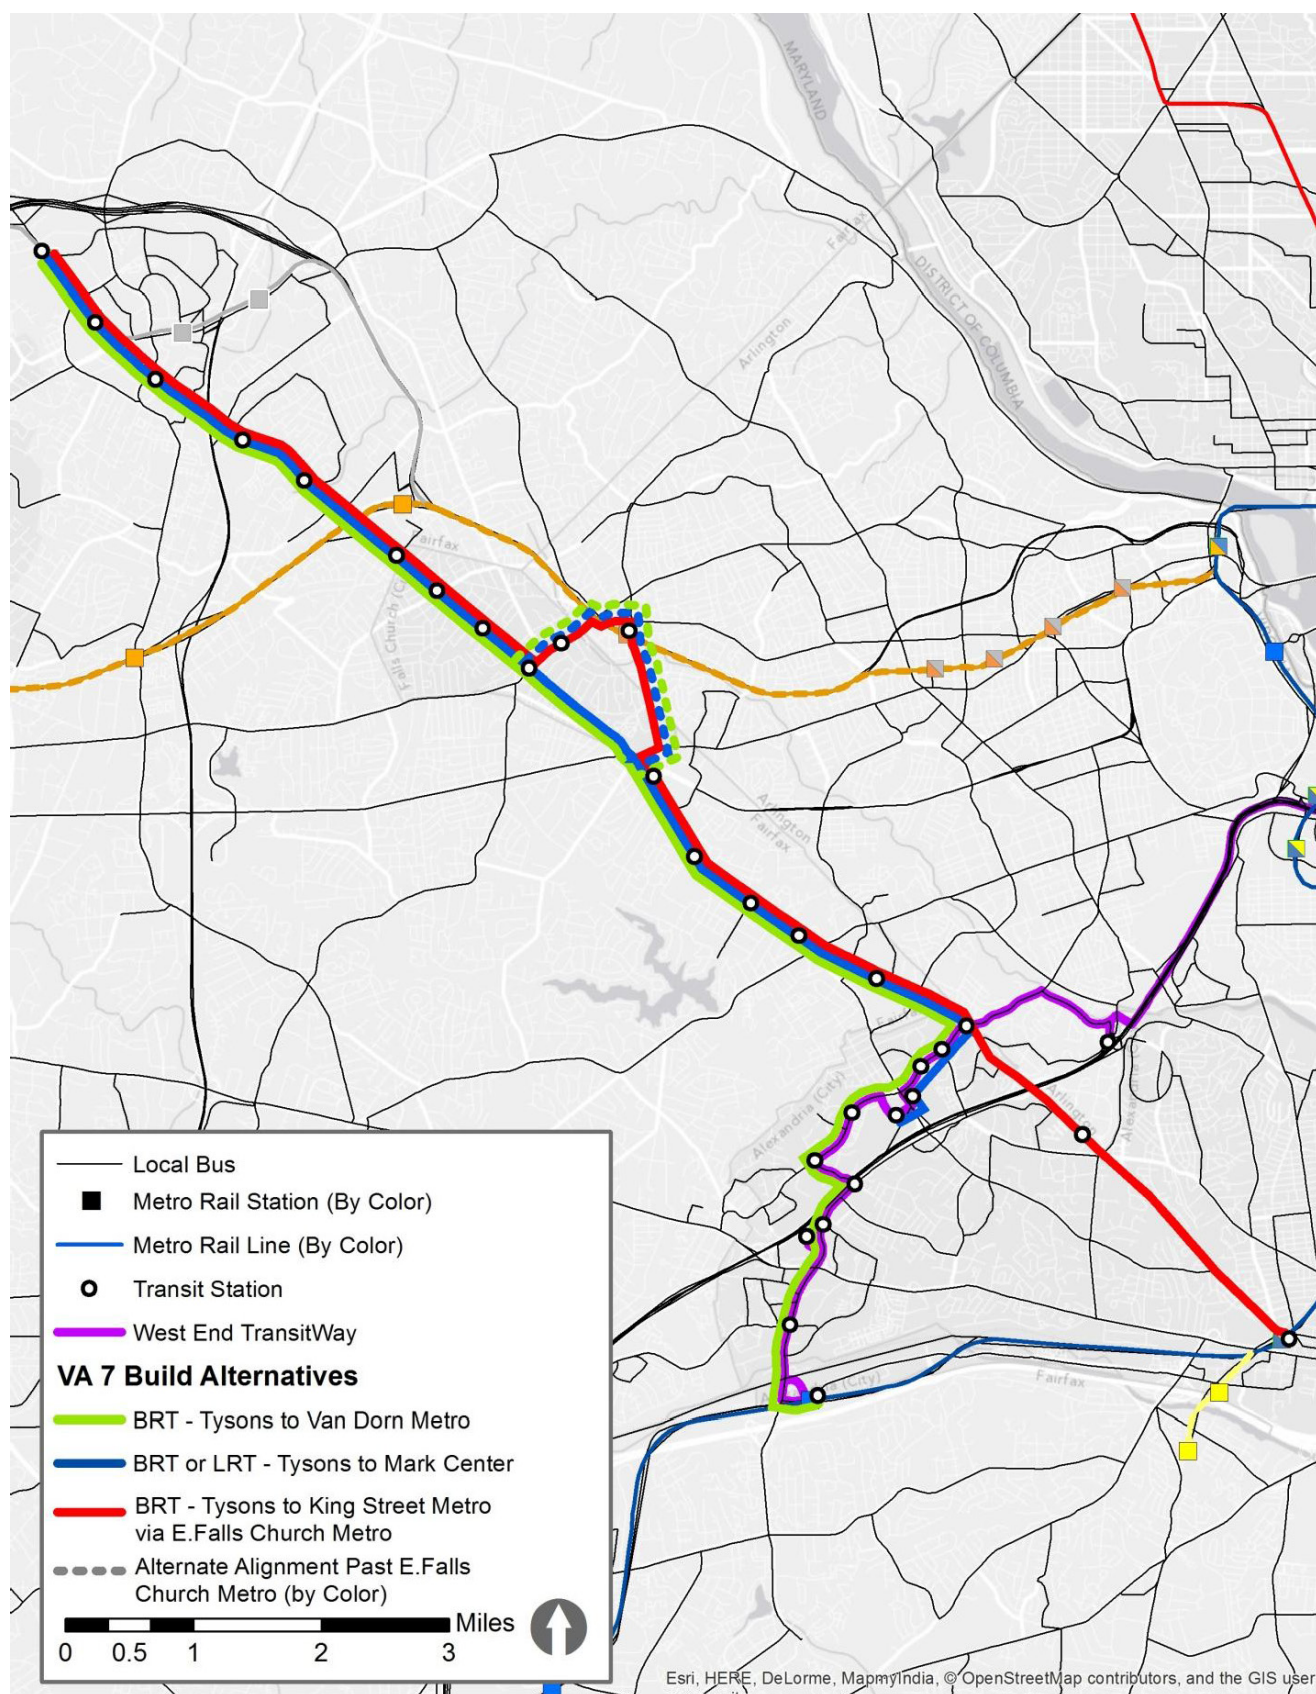 MARYLAND
Fairfax
DISTRICT OF COLUMBIA
Arlington
Fairfax
Falls Church (City)
Arlington
Fairfax
Alexandria (City)
Arlington
Alexandria (C
Fairfax
Local Bus
Metro Rail Station (By Color)
Metro Rail Line (By Color)
Transit Station
West End TransitWay
VA 7 Build Alternatives
BRT - Tysons to Van Dorn Metro
BRT or LRT - Tysons to Mark Center
BRT - Tysons to King Street Metro
via E.Falls Church Metro
Alternate Alignment Past E.Falls
Church Metro (by Color)
Miles
0 0.5 1 2 3
Esri, HERE, DeLorme, MapmyIndia, © OpenStreetMap contributors, and the GIS user